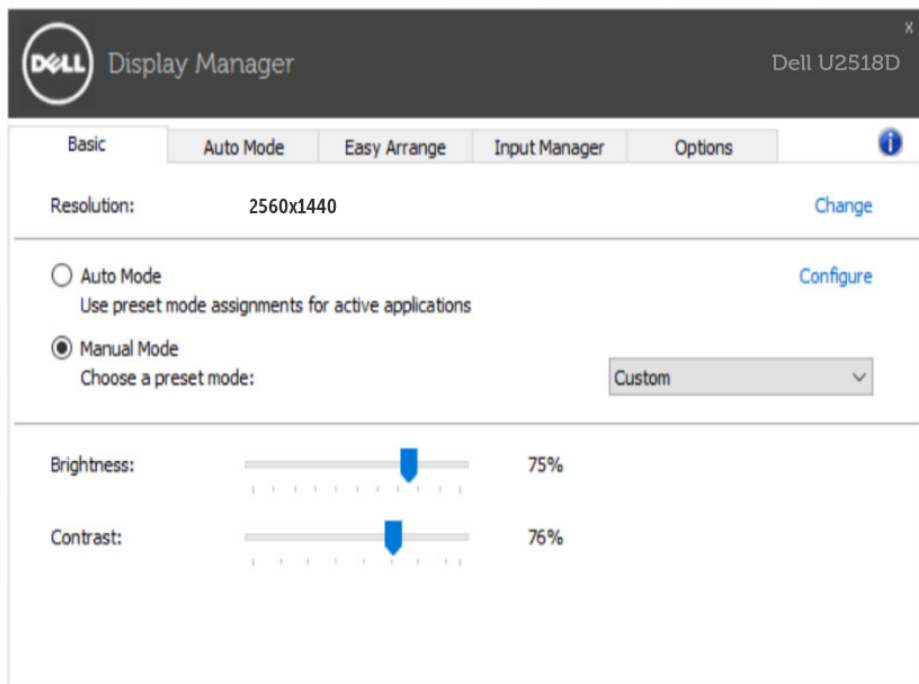 x
DELL Display Manager Dell U2518D
Basic Auto Mode Easy Arrange Input Manager Options i
Resolution: 2560x1440 Change
Auto Mode Configure
Use preset mode assignments for active applications
Manual Mode
Choose a preset mode: Custom
Brightness: 75%
Contrast: 76%